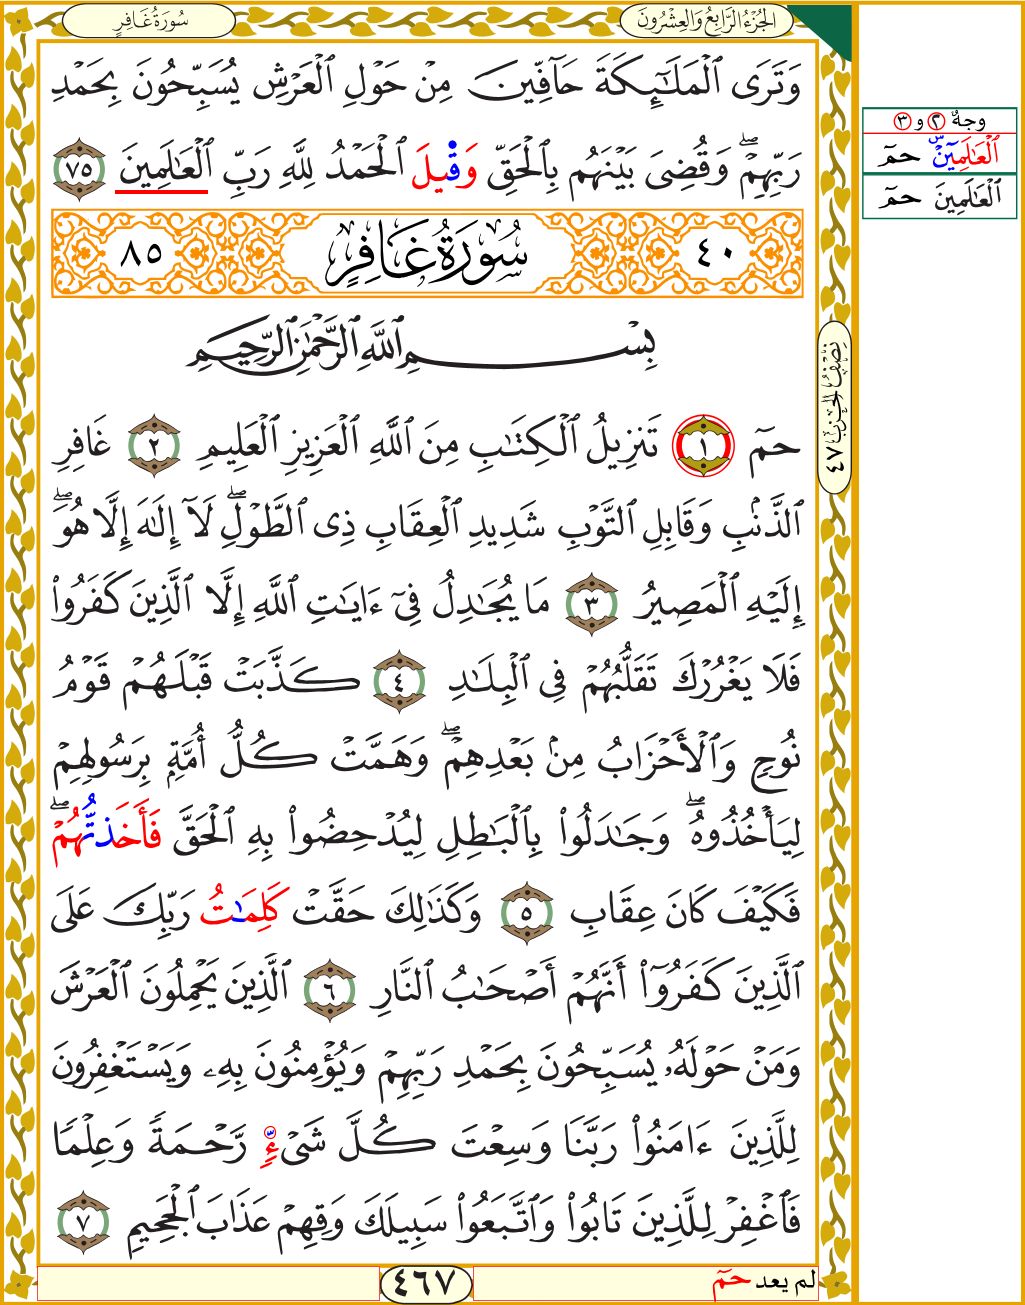 سُورَةُ غَافِرٍ
الجُزْءُ الرَّابِعُ وَالعِشْرُونَ
وَتَرَى ٱلْمَلَـٰٓئِكَةَ حَآفِّينَ مِنْ حَوْلِ ٱلْعَرْشِ يُسَبِّحُونَ بِحَمْدِ
رَبِّهِمْۖ وَقُضِىَ بَيْنَهُم بِٱلْحَقِّ وَقِيلَ ٱلْحَمْدُ لِلَّهِ رَبِّ ٱلْعَـٰلَمِينَ ٧٥
٤٠ سُورَةُ غَافِرٍ ٨٥
بِسْمِ ٱللَّهِ ٱلرَّحْمَـٰنِ ٱلرَّحِيمِ
حمٓ ١ تَنزِيلُ ٱلْكِتَـٰبِ مِنَ ٱللَّهِ ٱلْعَزِيزِ ٱلْعَلِيمِ ٢ غَافِرِ
ٱلذَّنۢبِ وَقَابِلِ ٱلتَّوْبِ شَدِيدِ ٱلْعِقَابِ ذِى ٱلطَّوْلِۖ لَآ إِلَـٰهَ إِلَّا هُوَۖ
إِلَيْهِ ٱلْمَصِيرُ ٣ مَا يُجَـٰدِلُ فِىٓ ءَايَـٰتِ ٱللَّهِ إِلَّا ٱلَّذِينَ كَفَرُوا۟
فَلَا يَغْرُرْكَ تَقَلُّبُهُمْ فِى ٱلْبِلَـٰدِ ٤ كَذَّبَتْ قَبْلَهُمْ قَوْمُ
نُوحٍ وَٱلْأَحْزَابُ مِنۢ بَعْدِهِمْۖ وَهَمَّتْ كُلُّ أُمَّةٍۭ بِرَسُولِهِمْ
لِيَأْخُذُوهُۖ وَجَـٰدَلُوا۟ بِٱلْبَـٰطِلِ لِيُدْحِضُوا۟ بِهِ ٱلْحَقَّ فَأَخَذتُّهُمْۖ
فَكَيْفَ كَانَ عِقَابِ ٥ وَكَذَٰلِكَ حَقَّتْ كَلِمَـٰتُ رَبِّكَ عَلَى
ٱلَّذِينَ كَفَرُوٓا۟ أَنَّهُمْ أَصْحَـٰبُ ٱلنَّارِ ٦ ٱلَّذِينَ يَحْمِلُونَ ٱلْعَرْشَ
وَمَنْ حَوْلَهُۥ يُسَبِّحُونَ بِحَمْدِ رَبِّهِمْ وَيُؤْمِنُونَ بِهِۦ وَيَسْتَغْفِرُونَ
لِلَّذِينَ ءَامَنُوا۟ رَبَّنَا وَسِعْتَ كُلَّ شَىْءٍ رَّحْمَةً وَعِلْمًا
فَٱغْفِرْ لِلَّذِينَ تَابُوا۟ وَٱتَّبَعُوا۟ سَبِيلَكَ وَقِهِمْ عَذَابَ ٱلْجَحِيمِ ٧
٤٦٧
لم يعد حمٓ
نِصْفُ الحِزْبِ ٤٧
وجهُ ٢ و ٣
ٱلْعَـٰلَمِينَ س حمٓ
ٱلْعَـٰلَمِينَ حمٓ